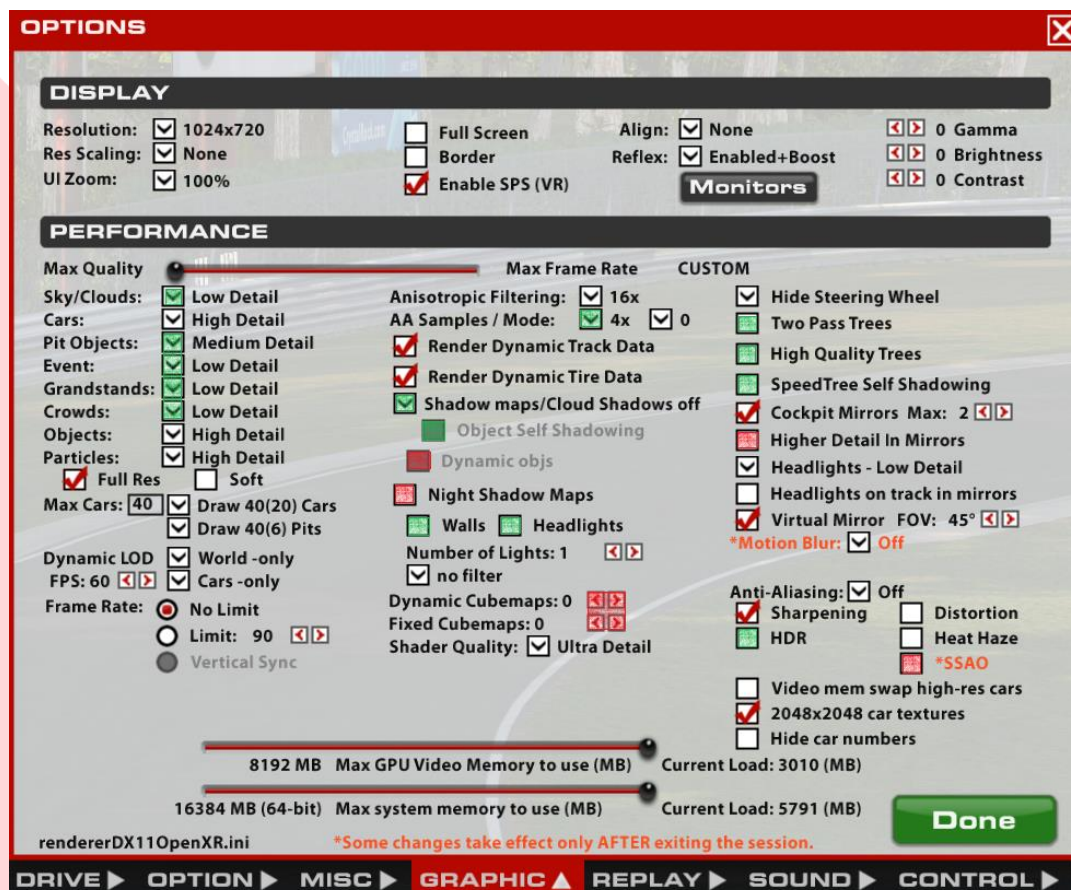 OPTIONS
DISPLAY
Resolution: 1024x720
Full Screen
Align: None
0 Gamma
Res Scaling: None
Border
Reflex: Enabled+Boost
0 Brightness
UI Zoom: 100%
Enable SPS (VR)
Monitors
0 Contrast
PERFORMANCE
Max Quality
Max Frame Rate
CUSTOM
Sky/Clouds: Low Detail
Cars: High Detail
Pit Objects: Medium Detail
Event: Low Detail
Grandstands: Low Detail
Crowds: Low Detail
Objects: High Detail
Particles: High Detail
Full Res Soft
Max Cars: 40 Draw 40(20) Cars
Draw 40(6) Pits
Dynamic LOD World -only
FPS: 60 Cars -only
Frame Rate: No Limit
Limit: 90
Vertical Sync
Anisotropic Filtering: 16x
AA Samples / Mode: 4x 0
Render Dynamic Track Data
Render Dynamic Tire Data
Shadow maps/Cloud Shadows off
Object Self Shadowing
Dynamic objs
Night Shadow Maps
Walls Headlights
Number of Lights: 1
no filter
Dynamic Cubemaps: 0
Fixed Cubemaps: 0
Shader Quality: Ultra Detail
Hide Steering Wheel
Two Pass Trees
High Quality Trees
SpeedTree Self Shadowing
Cockpit Mirrors Max: 2
Higher Detail In Mirrors
Headlights - Low Detail
Headlights on track in mirrors
Virtual Mirror FOV: 45°
*Motion Blur: Off
Anti-Aliasing: Off
Sharpening Distortion
HDR Heat Haze
*SSAO
Video mem swap high-res cars
2048x2048 car textures
Hide car numbers
8192 MB Max GPU Video Memory to use (MB) Current Load: 3010 (MB)
16384 MB (64-bit) Max system memory to use (MB) Current Load: 5791 (MB)
Done
rendererDX11OpenXR.ini
*Some changes take effect only AFTER exiting the session.
DRIVE OPTION MISC GRAPHIC REPLAY SOUND CONTROL